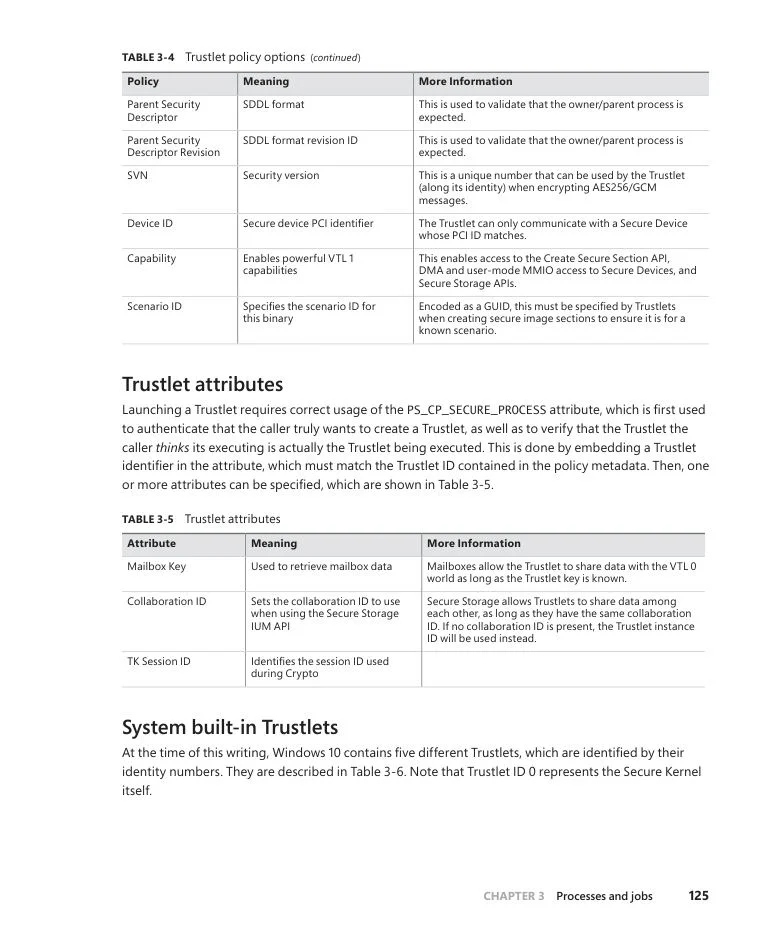 TABLE 3-4 Trustlet policy options (continued)
Policy Meaning More Information
Parent Security SDDL format This is used to validate that the owner/parent process is
Descriptor expected.
Parent Security SDDL format revision ID This is used to validate that the owner/parent process is
Descriptor Revision expected.
SVN Security version This is a unique number that can be used by the Trustlet
(along its identity) when encrypting AES256/GCM
messages.
Device ID Secure device PCI identifier The Trustlet can only communicate with a Secure Device
whose PCI ID matches.
Capability Enables powerful VTL 1 This enables access to the Create Secure Section API,
capabilities DMA and user-mode MMIO access to Secure Devices, and
Secure Storage APIs.
Scenario ID Specifies the scenario ID for Encoded as a GUID, this must be specified by Trustlets
this binary when creating secure image sections to ensure it is for a
known scenario.
Trustlet attributes
Launching a Trustlet requires correct usage of the PS_CP_SECURE_PROCESS attribute, which is first used
to authenticate that the caller truly wants to create a Trustlet, as well as to verify that the Trustlet the
caller thinks its executing is actually the Trustlet being executed. This is done by embedding a Trustlet
identifier in the attribute, which must match the Trustlet ID contained in the policy metadata. Then, one
or more attributes can be specified, which are shown in Table 3-5.
TABLE 3-5 Trustlet attributes
Attribute Meaning More Information
Mailbox Key Used to retrieve mailbox data Mailboxes allow the Trustlet to share data with the VTL 0
world as long as the Trustlet key is known.
Collaboration ID Sets the collaboration ID to use Secure Storage allows Trustlets to share data among
when using the Secure Storage each other, as long as they have the same collaboration
IUM API ID. If no collaboration ID is present, the Trustlet instance
ID will be used instead.
TK Session ID Identifies the session ID used
during Crypto
System built-in Trustlets
At the time of this writing, Windows 10 contains five different Trustlets, which are identified by their
identity numbers. They are described in Table 3-6. Note that Trustlet ID 0 represents the Secure Kernel
itself.
CHAPTER 3 Processes and jobs 125